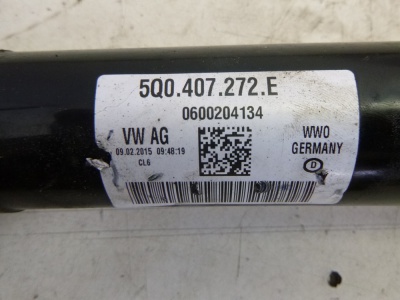 5Q0.407.272.E
0600204134
VW AG
09.02.2015 09:48:19
CL6
WWO
GERMANY
D